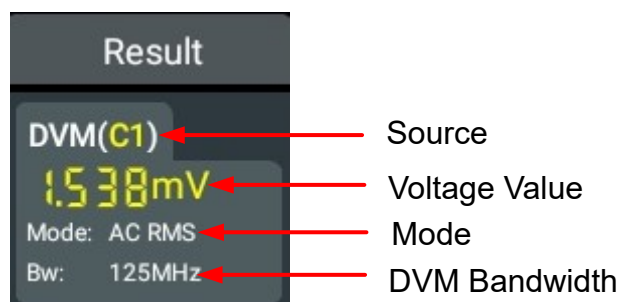 Result
DVM(C1)
Source
1.538mV
Voltage Value
Mode: AC RMS
Mode
Bw: 125MHz
DVM Bandwidth